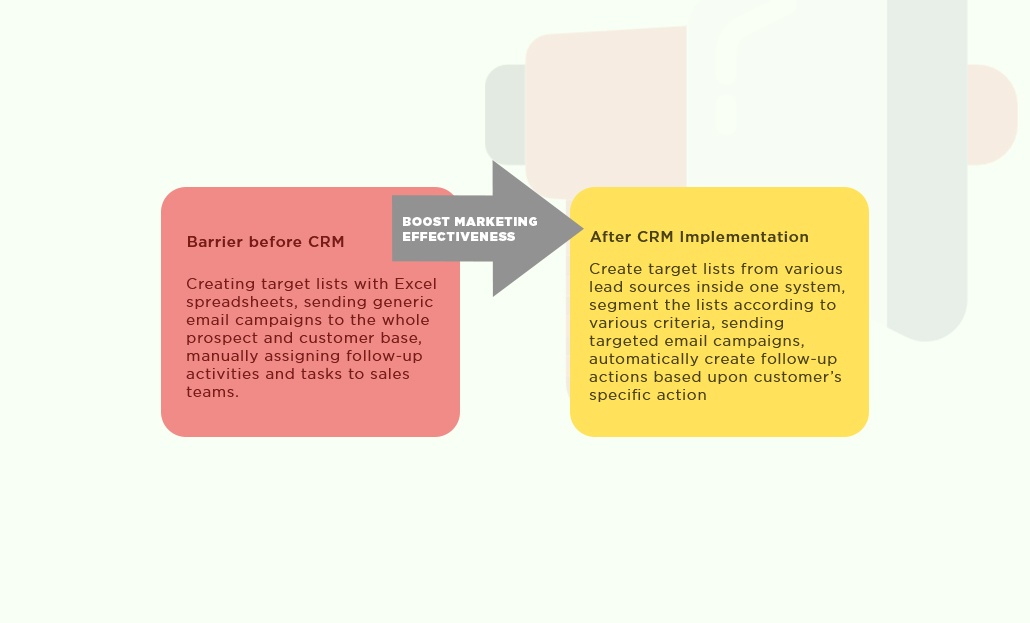 Barrier before CRM
Creating target lists with Excel
spreadsheets, sending generic
email campaigns to the whole
prospect and customer base,
manually assigning follow-up
activities and tasks to sales
teams.
BOOST MARKETING
EFFECTIVENESS
After CRM Implementation
Create target lists from various
lead sources inside one system,
segment the lists according to
various criteria, sending
targeted email campaigns,
automatically create follow-up
actions based upon customer’s
specific action